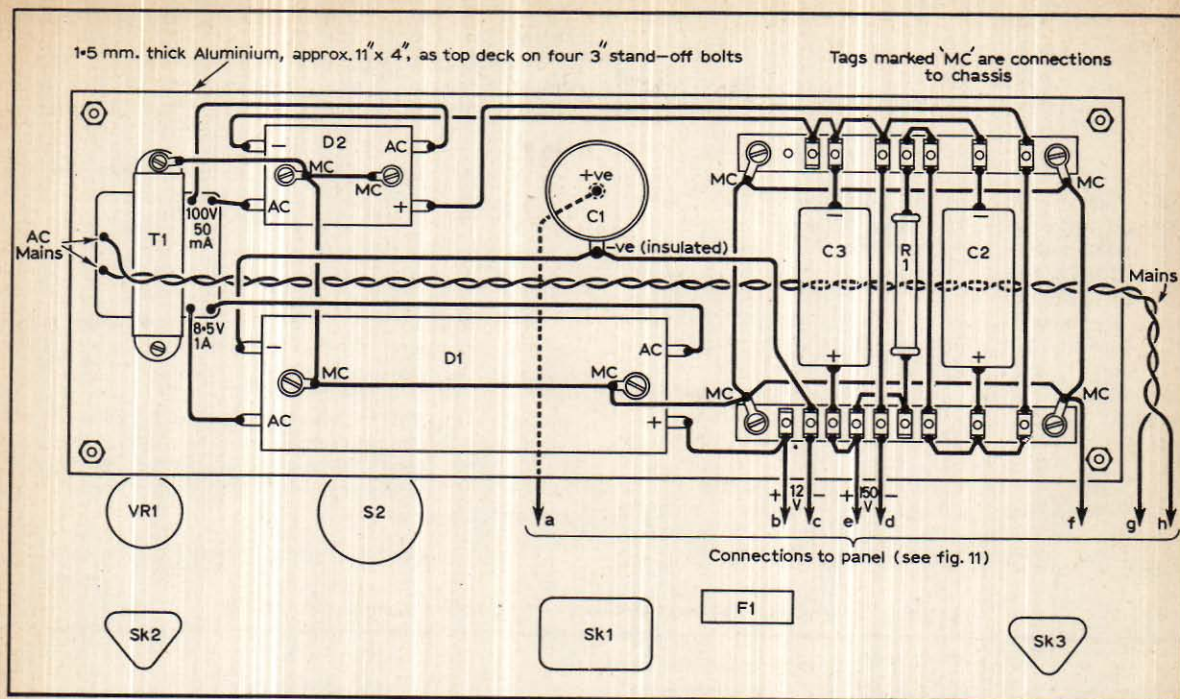 1•5 mm. thick Aluminium, approx. 11″ x 4″, as top deck on four 3″ stand-off bolts
Tags marked 'MC' are connections
to chassis
D2
–
AC
MC
MC
AC
+
T1
100V
50
mA
AC
Mains
8•5V
1A
+ve
C1
-ve (insulated)
MC
MC
–
–
C3
R
1
C2
+
+
Mains
D1
–
AC
MC
MC
AC
+
MC
MC
+ 12 –
V
+ 150 –
V
a
b
c
e
d
f
g
h
VR1
S2
Connections to panel (see fig. 11)
F1
Sk2
Sk1
Sk3